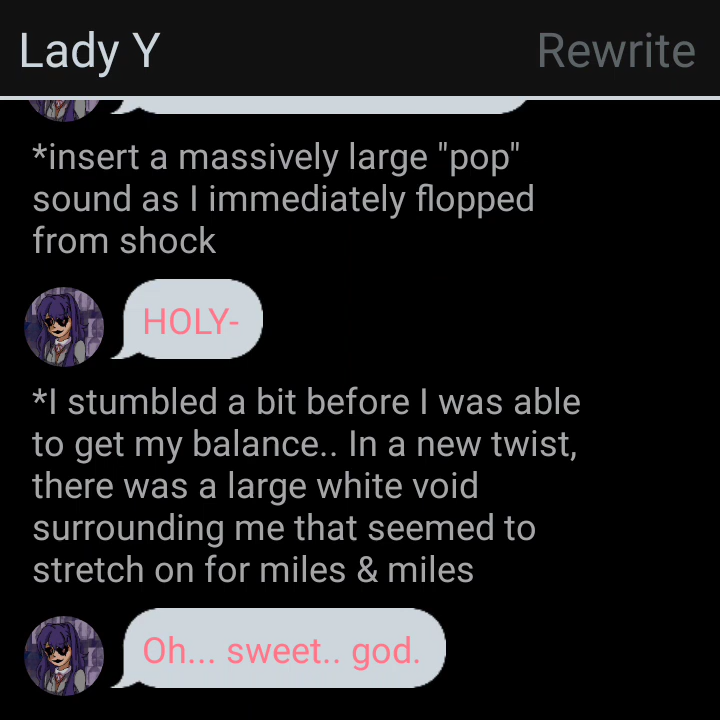 Lady Y
Rewrite
*insert a massively large "pop"
sound as I immediately flopped
from shock
HOLY-
*I stumbled a bit before I was able
to get my balance.. In a new twist,
there was a large white void
surrounding me that seemed to
stretch on for miles & miles
Oh... sweet.. god.